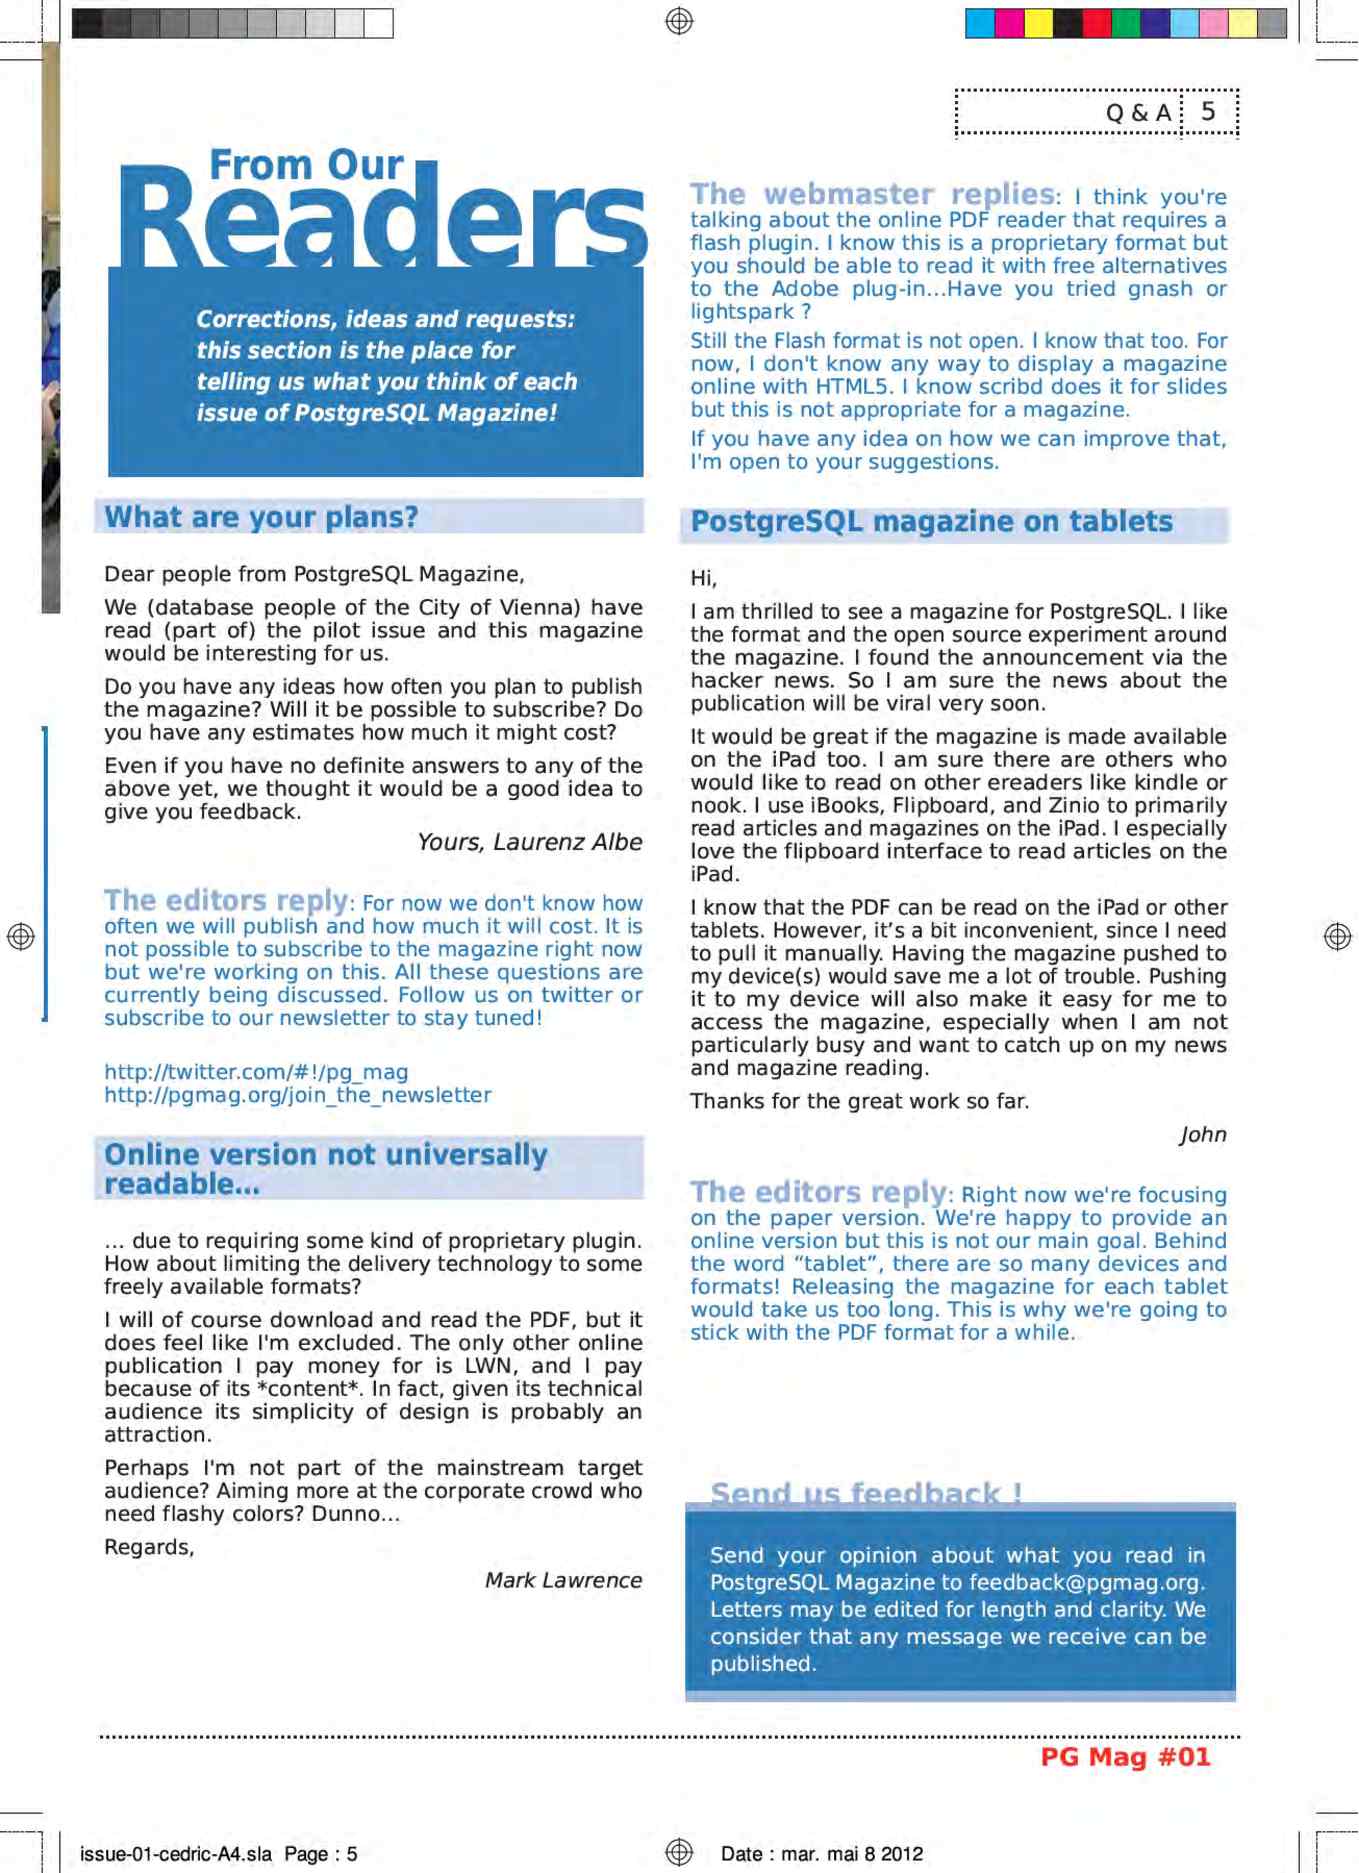 Q & A 5
From Our
Readers
Corrections, ideas and requests:
this section is the place for
telling us what you think of each
issue of PostgreSQL Magazine!
What are your plans?
Dear people from PostgreSQL Magazine,
We (database people of the City of Vienna) have
read (part of) the pilot issue and this magazine
would be interesting for us.
Do you have any ideas how often you plan to publish
the magazine? Will it be possible to subscribe? Do
you have any estimates how much it might cost?
Even if you have no definite answers to any of the
above yet, we thought it would be a good idea to
give you feedback.
Yours, Laurenz Albe
The editors reply: For now we don't know how
often we will publish and how much it will cost. It is
not possible to subscribe to the magazine right now
but we're working on this. All these questions are
currently being discussed. Follow us on twitter or
subscribe to our newsletter to stay tuned!
http://twitter.com/#!/pg_mag
http://pgmag.org/join_the_newsletter
Online version not universally
readable...
... due to requiring some kind of proprietary plugin.
How about limiting the delivery technology to some
freely available formats?
I will of course download and read the PDF, but it
does feel like I'm excluded. The only other online
publication I pay money for is LWN, and I pay
because of its *content*. In fact, given its technical
audience its simplicity of design is probably an
attraction.
Perhaps I'm not part of the mainstream target
audience? Aiming more at the corporate crowd who
need flashy colors? Dunno...
Regards,
Mark Lawrence
The webmaster replies: I think you're
talking about the online PDF reader that requires a
flash plugin. I know this is a proprietary format but
you should be able to read it with free alternatives
to the Adobe plug-in...Have you tried gnash or
lightspark ?
Still the Flash format is not open. I know that too. For
now, I don't know any way to display a magazine
online with HTML5. I know scribd does it for slides
but this is not appropriate for a magazine.
If you have any idea on how we can improve that,
I'm open to your suggestions.
PostgreSQL magazine on tablets
Hi,
I am thrilled to see a magazine for PostgreSQL. I like
the format and the open source experiment around
the magazine. I found the announcement via the
hacker news. So I am sure the news about the
publication will be viral very soon.
It would be great if the magazine is made available
on the iPad too. I am sure there are others who
would like to read on other ereaders like kindle or
nook. I use iBooks, Flipboard, and Zinio to primarily
read articles and magazines on the iPad. I especially
love the flipboard interface to read articles on the
iPad.
I know that the PDF can be read on the iPad or other
tablets. However, it’s a bit inconvenient, since I need
to pull it manually. Having the magazine pushed to
my device(s) would save me a lot of trouble. Pushing
it to my device will also make it easy for me to
access the magazine, especially when I am not
particularly busy and want to catch up on my news
and magazine reading.
Thanks for the great work so far.
John
The editors reply: Right now we're focusing
on the paper version. We're happy to provide an
online version but this is not our main goal. Behind
the word “tablet”, there are so many devices and
formats! Releasing the magazine for each tablet
would take us too long. This is why we're going to
stick with the PDF format for a while.
Send us feedback !
Send your opinion about what you read in
PostgreSQL Magazine to feedback@pgmag.org.
Letters may be edited for length and clarity. We
consider that any message we receive can be
published.
PG Mag #01
issue-01-cedric-A4.sla Page : 5
Date : mar. mai 8 2012